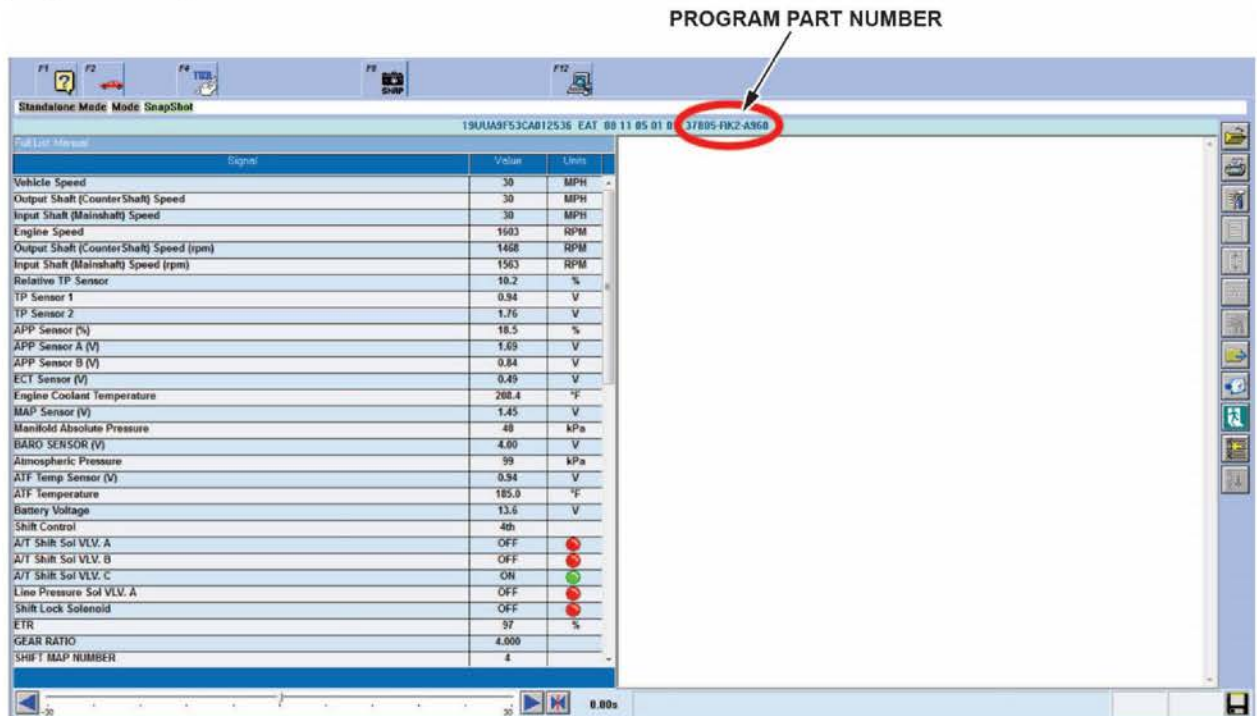 PROGRAM PART NUMBER
F1 F2 F4 F9 F12
SNAP
Standalone Mode Mode SnapShot
19UUA9F53CA012536 EAT 08 11 05 01 0 37805-RK2-A960
Full List Manual
Signal Value Units
Vehicle Speed 30 MPH
Output Shaft (CounterShaft) Speed 30 MPH
Input Shaft (Mainshaft) Speed 30 MPH
Engine Speed 1603 RPM
Output Shaft (CounterShaft) Speed (rpm) 1468 RPM
Input Shaft (Mainshaft) Speed (rpm) 1563 RPM
Relative TP Sensor 10.2 %
TP Sensor 1 0.94 V
TP Sensor 2 1.76 V
APP Sensor (%) 18.5 %
APP Sensor A (V) 1.69 V
APP Sensor B (V) 0.84 V
ECT Sensor (V) 0.49 V
Engine Coolant Temperature °F
MAP Sensor (V) 1.45 V
Manifold Absolute Pressure 48 kPa
BARO SENSOR (V) 4.00 V
Atmospheric Pressure 99 kPa
ATF Temp Sensor (V) 0.94 V
ATF Temperature 185.0 °F
Battery Voltage 13.6 V
Shift Control 4th
A/T Shift Sol VLV. A OFF
A/T Shift Sol VLV. B OFF
A/T Shift Sol VLV. C ON
Line Pressure Sol VLV. A OFF
Shift Lock Solenoid OFF
ETR 97 %
GEAR RATIO 4.000
SHIFT MAP NUMBER 4
-30 30 0.00s